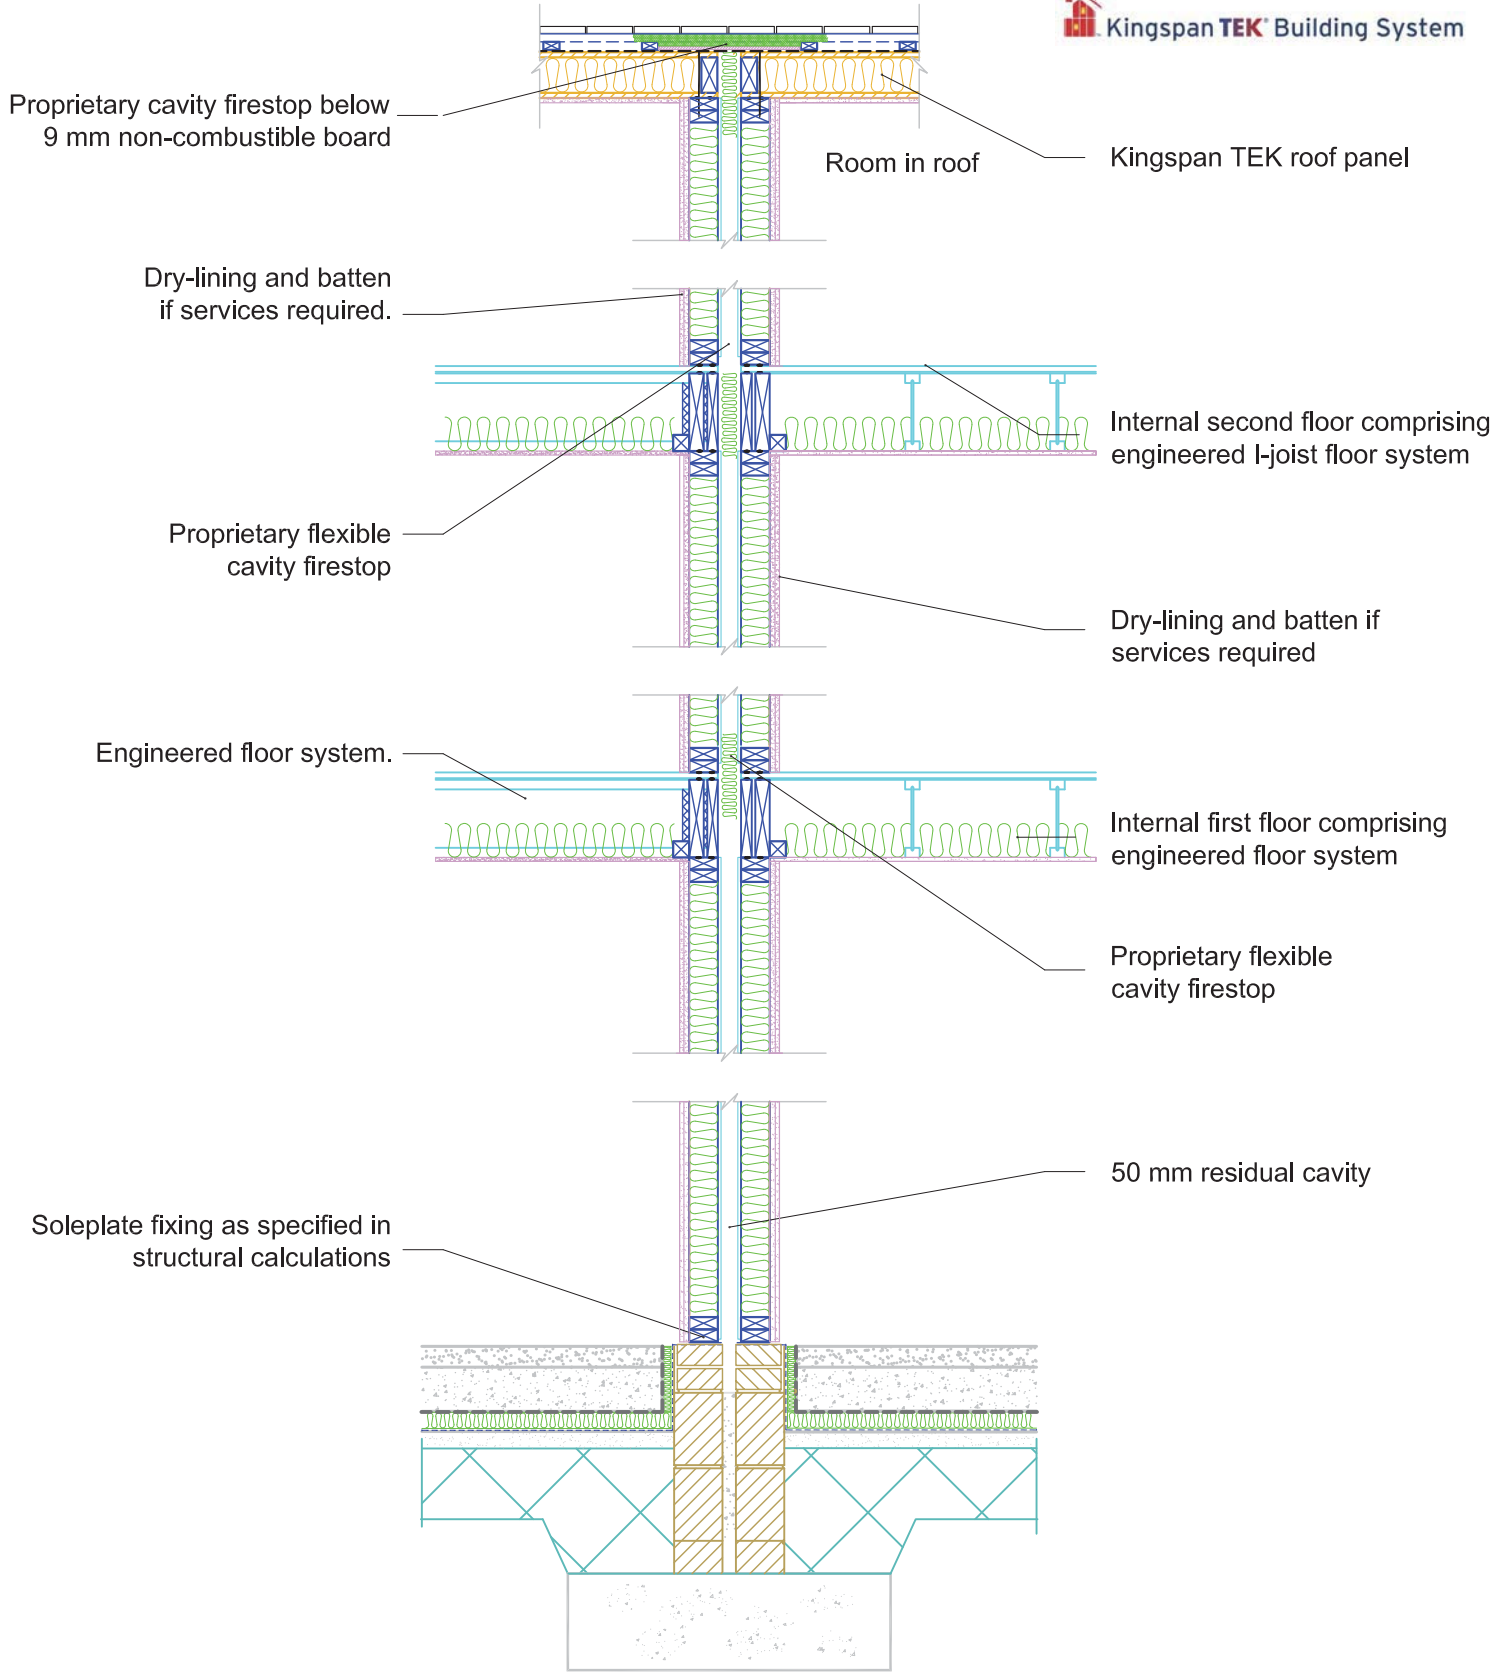 Kingspan TEK® Building System
Proprietary cavity firestop below
9 mm non-combustible board
Room in roof
Kingspan TEK roof panel
Dry-lining and batten
if services required.
Internal second floor comprising
engineered I-joist floor system
Proprietary flexible
cavity firestop
Dry-lining and batten if
services required
Engineered floor system.
Internal first floor comprising
engineered floor system
Proprietary flexible
cavity firestop
50 mm residual cavity
Soleplate fixing as specified in
structural calculations